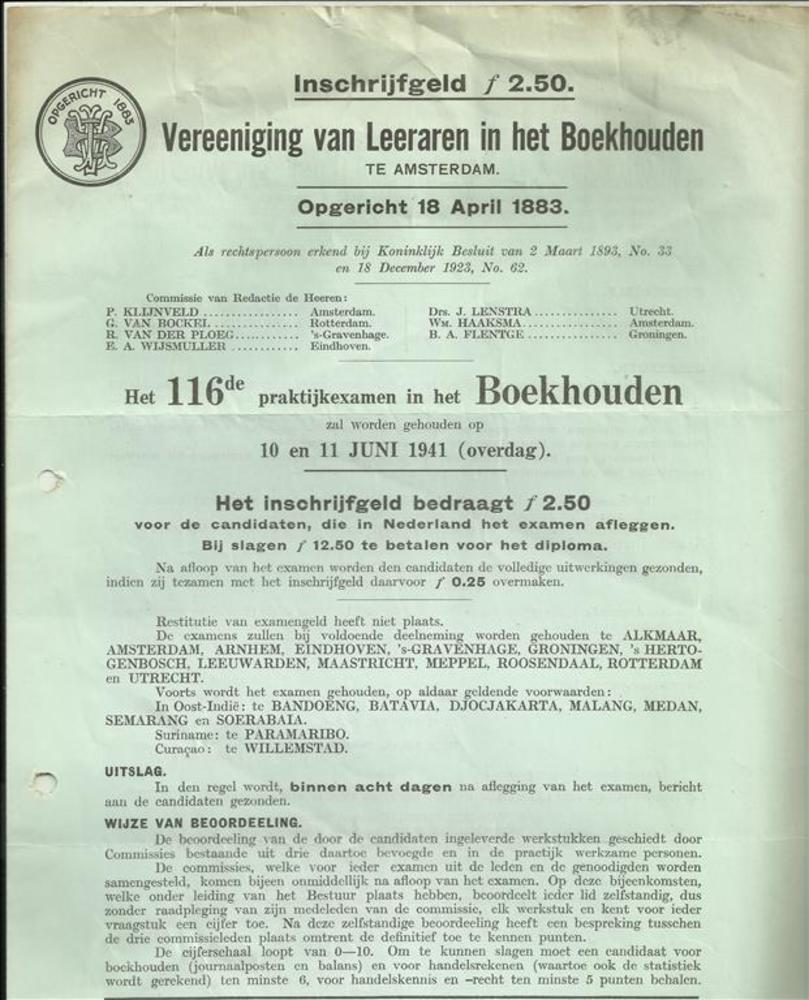 Inschrijfgeld ƒ 2.50.
OPGERICHT 1883
Vereeniging van Leeraren in het Boekhouden
TE AMSTERDAM.
Opgericht 18 April 1883.
Als rechtspersoon erkend bij Koninklijk Besluit van 2 Maart 1893, No. 33
en 18 December 1923, No. 62.
Commissie van Redactie de Heeren:
P. KLIJNVELD ................ Amsterdam. Drs. J. LENSTRA .............. Utrecht.
G. VAN BOCKEL .............. Rotterdam. WM. HAAKSMA................ Amsterdam.
R. VAN DER PLOEG........... 's-Gravenhage. B. A. FLENTGE ............... Groningen.
E. A. WIJSMULLER ........... Eindhoven.
Het 116de praktijkexamen in het Boekhouden
zal worden gehouden op
10 en 11 JUNI 1941 (overdag).
Het inschrijfgeld bedraagt ƒ 2.50
voor de candidaten, die in Nederland het examen afleggen.
Bij slagen ƒ 12.50 te betalen voor het diploma.
Na afloop van het examen worden den candidaten de volledige uitwerkingen gezonden,
indien zij tezamen met het inschrijfgeld daarvoor ƒ 0.25 overmaken.
Restitutie van examengeld heeft niet plaats.
De examens zullen bij voldoende deelneming worden gehouden te ALKMAAR,
AMSTERDAM, ARNHEM, EINDHOVEN, 's-GRAVENHAGE, GRONINGEN, 's HERTO-
GENBOSCH, LEEUWARDEN, MAASTRICHT, MEPPEL, ROOSENDAAL, ROTTERDAM
en UTRECHT.
Voorts wordt het examen gehouden, op aldaar geldende voorwaarden:
In Oost-Indië: te BANDOENG, BATAVIA, DJOCJAKARTA, MALANG, MEDAN,
SEMARANG en SOERABAIA.
Suriname: te PARAMARIBO.
Curaçao: te WILLEMSTAD.
UITSLAG.
In den regel wordt, binnen acht dagen na aflegging van het examen, bericht
aan de candidaten gezonden.
WIJZE VAN BEOORDEELING.
De beoordeeling van de door de candidaten ingeleverde werkstukken geschiedt door
Commissies bestaande uit drie daartoe bevoegde en in de practijk werkzame personen.
De commissies, welke voor ieder examen uit de leden en de genoodigden worden
samengesteld, komen bijeen onmiddellijk na afloop van het examen. Op deze bijeenkomsten,
welke onder leiding van het Bestuur plaats hebben, beoordeelt ieder lid zelfstandig, dus
zonder raadpleging van zijn medeleden van de commissie, elk werkstuk en kent voor ieder
vraagstuk een cijfer toe. Na deze zelfstandige beoordeeling heeft een bespreking tusschen
de drie commissieleden plaats omtrent de definitief toe te kennen punten.
De cijferschaal loopt van 0—10. Om te kunnen slagen moet een candidaat voor
boekhouden (journaalposten en balans) en voor handelsrekenen (waartoe ook de statistiek
wordt gerekend) ten minste 6, voor handelskennis en —recht ten minste 5 punten behalen.